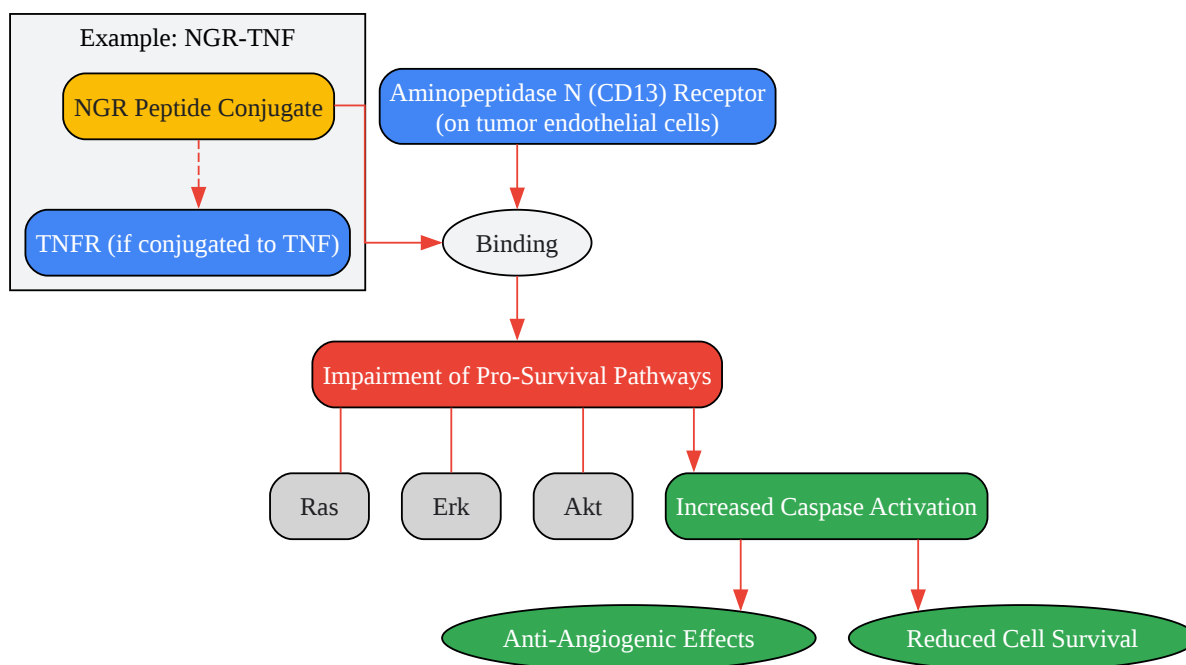 Example: NGR-TNF
NGR Peptide Conjugate
Aminopeptidase N (CD13) Receptor
(on tumor endothelial cells)
TNFR (if conjugated to TNF)
Binding
Impairment of Pro-Survival Pathways
Ras
Erk
Akt
Increased Caspase Activation
Anti-Angiogenic Effects
Reduced Cell Survival